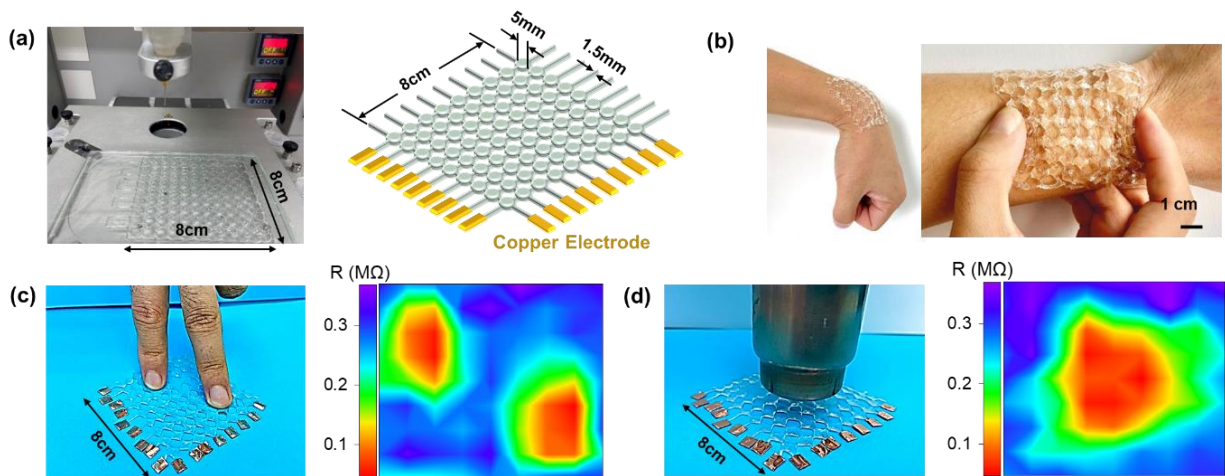 (a)
8cm
8cm
8cm
5mm
1.5mm
Copper Electrode
(b)
1 cm
(c)
8cm
R (MΩ)
0.3
0.2
0.1
(d)
8cm
R (MΩ)
0.3
0.2
0.1